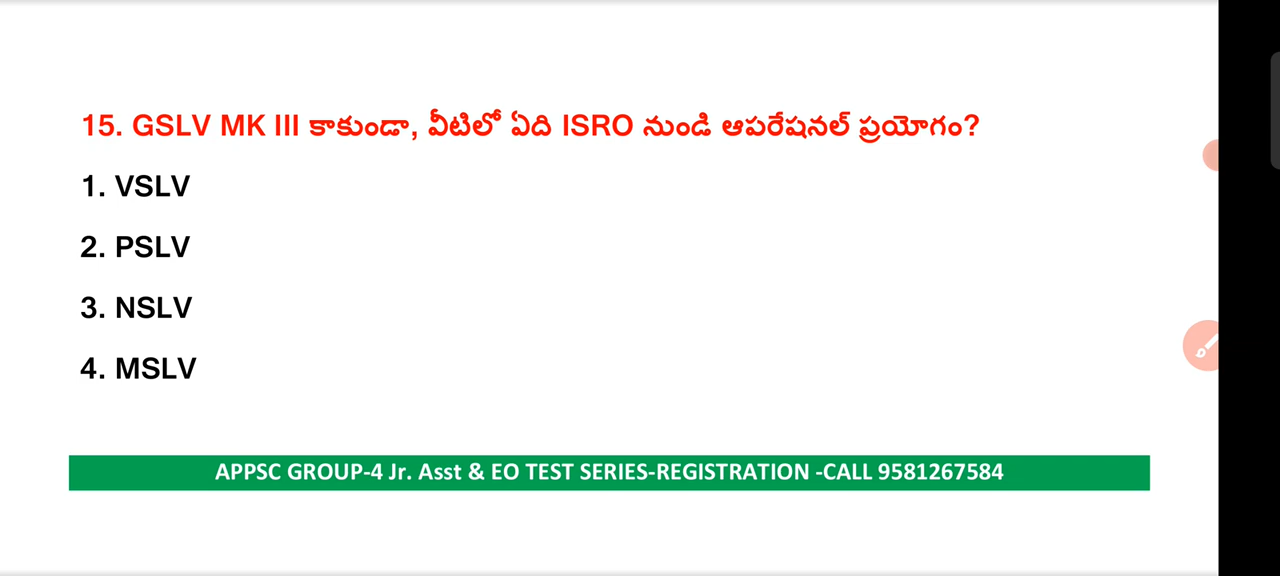 15. GSLV MK III కాకుండా, వీటిలో ఏది ISRO నుండి ఆపరేషనల్ ప్రయోగం?
1. VSLV
2. PSLV
3. NSLV
4. MSLV
APPSC GROUP-4 Jr. Asst & EO TEST SERIES-REGISTRATION -CALL 9581267584